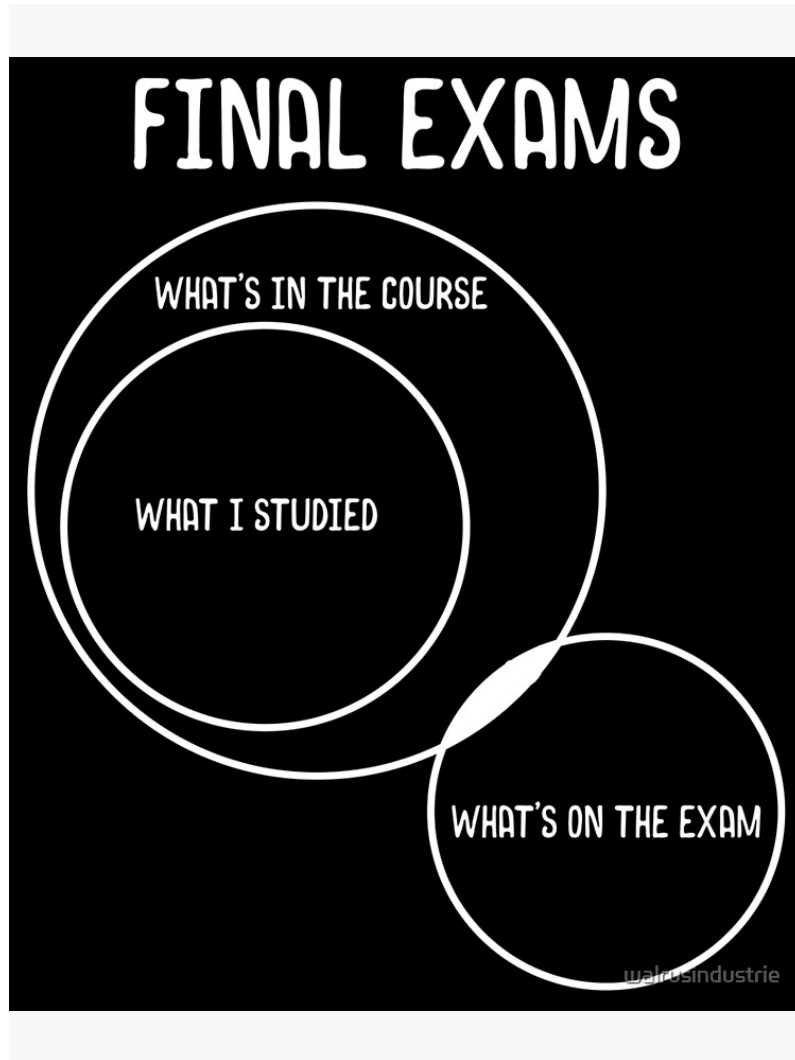 FINAL EXAMS
WHAT'S IN THE COURSE
WHAT I STUDIED
WHAT'S ON THE EXAM
walrusindustrie